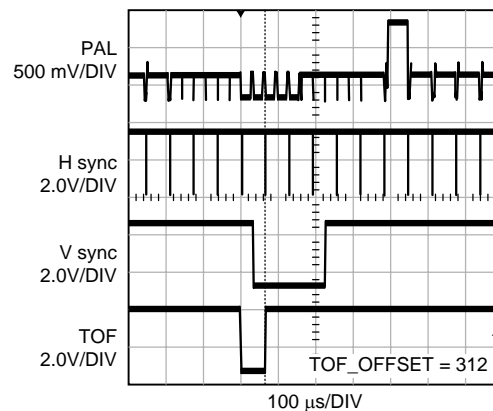 PAL
500 mV/DIV
H sync
2.0V/DIV
V sync
2.0V/DIV
TOF
2.0V/DIV
TOF_OFFSET = 312
100 μs/DIV